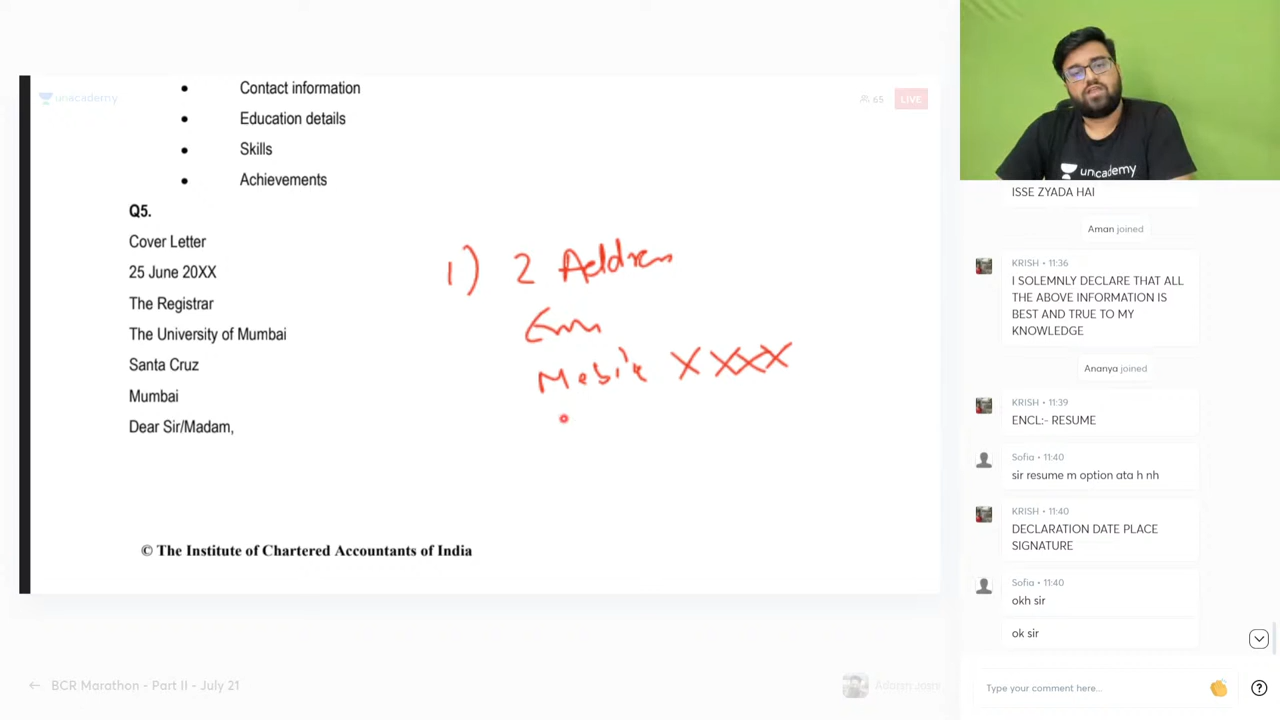 Contact information
unacademy
65
LIVE
Education details
Skills
Achievements
Q5.
Cover Letter
25 June 20XX
The Registrar
The University of Mumbai
Santa Cruz
Mumbai
Dear Sir/Madam,
1) 2 Address
Mobile XXXX
© The Institute of Chartered Accountants of India
BCR Marathon - Part II - July 21
unacademy
ISSE ZYADA HAI
Aman joined
KRISH • 11:36
I SOLEMNLY DECLARE THAT ALL
THE ABOVE INFORMATION IS
BEST AND TRUE TO MY
KNOWLEDGE
Ananya joined
KRISH • 11:39
ENCL:- RESUME
Sofia • 11:40
sir resume m option ata h nh
KRISH • 11:40
DECLARATION DATE PLACE
SIGNATURE
Sofia • 11:40
okh sir
ok sir
Type your comment here...